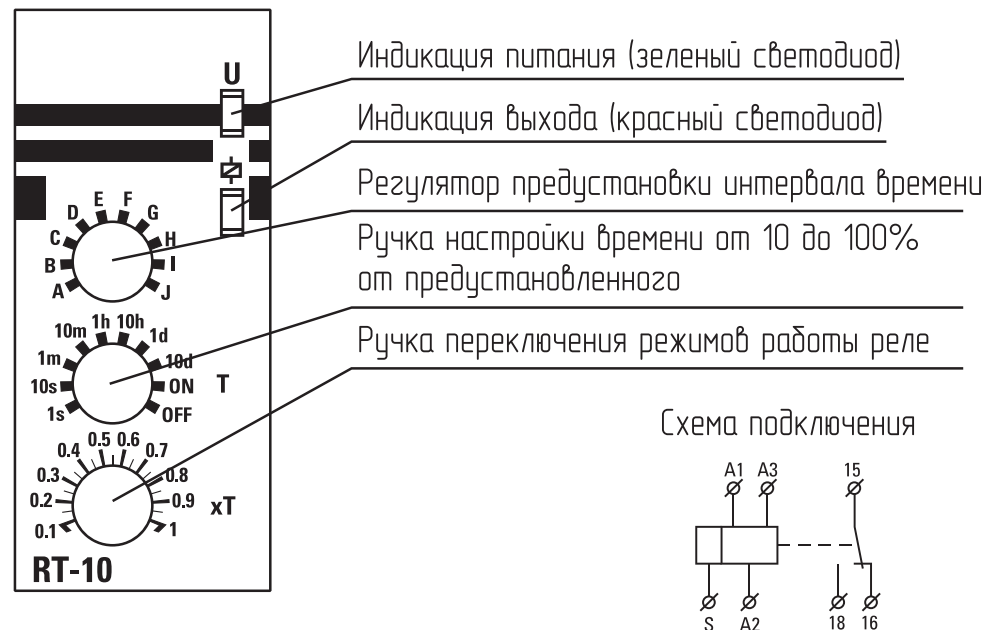 U
Индикация питания (зеленый светодиод)
Индикация выхода (красный светодиод)
Регулятор предустановки интервала времени
Ручка настройки времени от 10 до 100%
от предустановленного
Ручка переключения режимов работы реле
A B C D E F G H I J
1s 10s 1m 10m 1h 10h 1d 10d ON OFF
T
0.1 0.2 0.3 0.4 0.5 0.6 0.7 0.8 0.9 1
xT
RT-10
Схема подключения
A1 A3 15
S A2 18 16